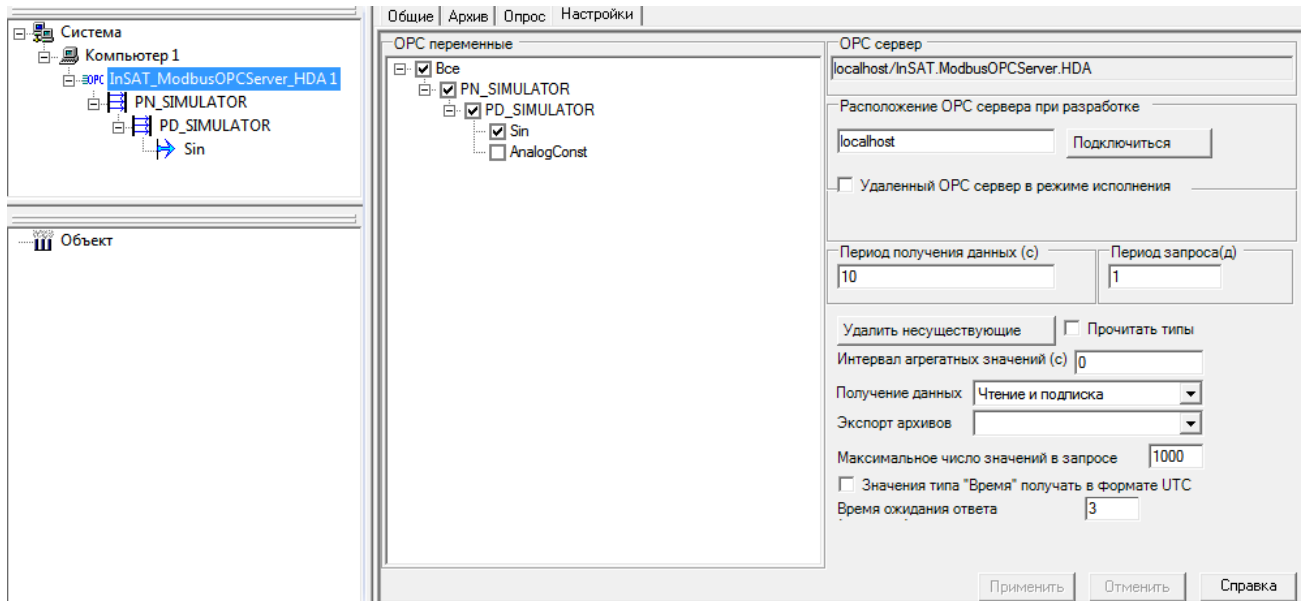 Система
Компьютер 1
OPC InSAT_ModbusOPCServer_HDA 1
PN_SIMULATOR
PD_SIMULATOR
Sin
Объект
Общие Архив Опрос Настройки
OPC переменные
Все
PN_SIMULATOR
PD_SIMULATOR
Sin
AnalogConst
OPC сервер
localhost/InSAT.ModbusOPCServer.HDA
Расположение OPC сервера при разработке
localhost Подключиться
Удаленный OPC сервер в режиме исполнения
Период получения данных (с) Период запроса(д)
10 1
Удалить несуществующие Прочитать типы
Интервал агрегатных значений (с) 0
Получение данных Чтение и подписка
Экспорт архивов
Максимальное число значений в запросе 1000
Значения типа "Время" получать в формате UTC
Время ожидания ответа 3
Применить Отменить Справка